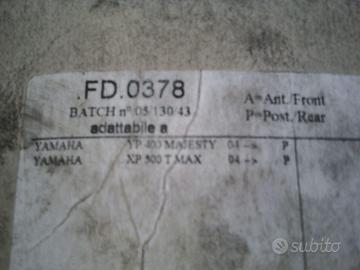 .FD.0378
BATCH n° 05/130/43
adattabile a
A=Ant./Front
P=Post./Rear
YAMAHA YP 400 MAJESTY 04 --> P
YAMAHA XP 500 T MAX 04 --> P
subito